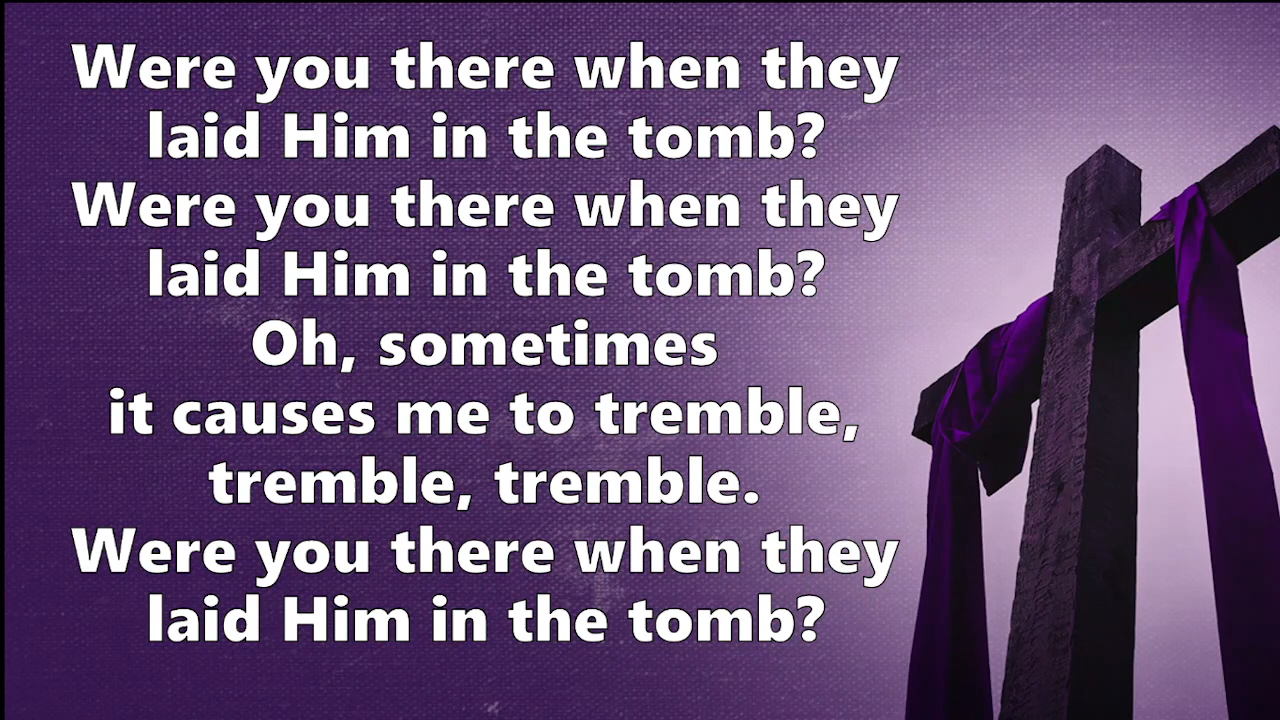 Were you there when they
laid Him in the tomb?
Were you there when they
laid Him in the tomb?
Oh, sometimes
it causes me to tremble,
tremble, tremble.
Were you there when they
laid Him in the tomb?